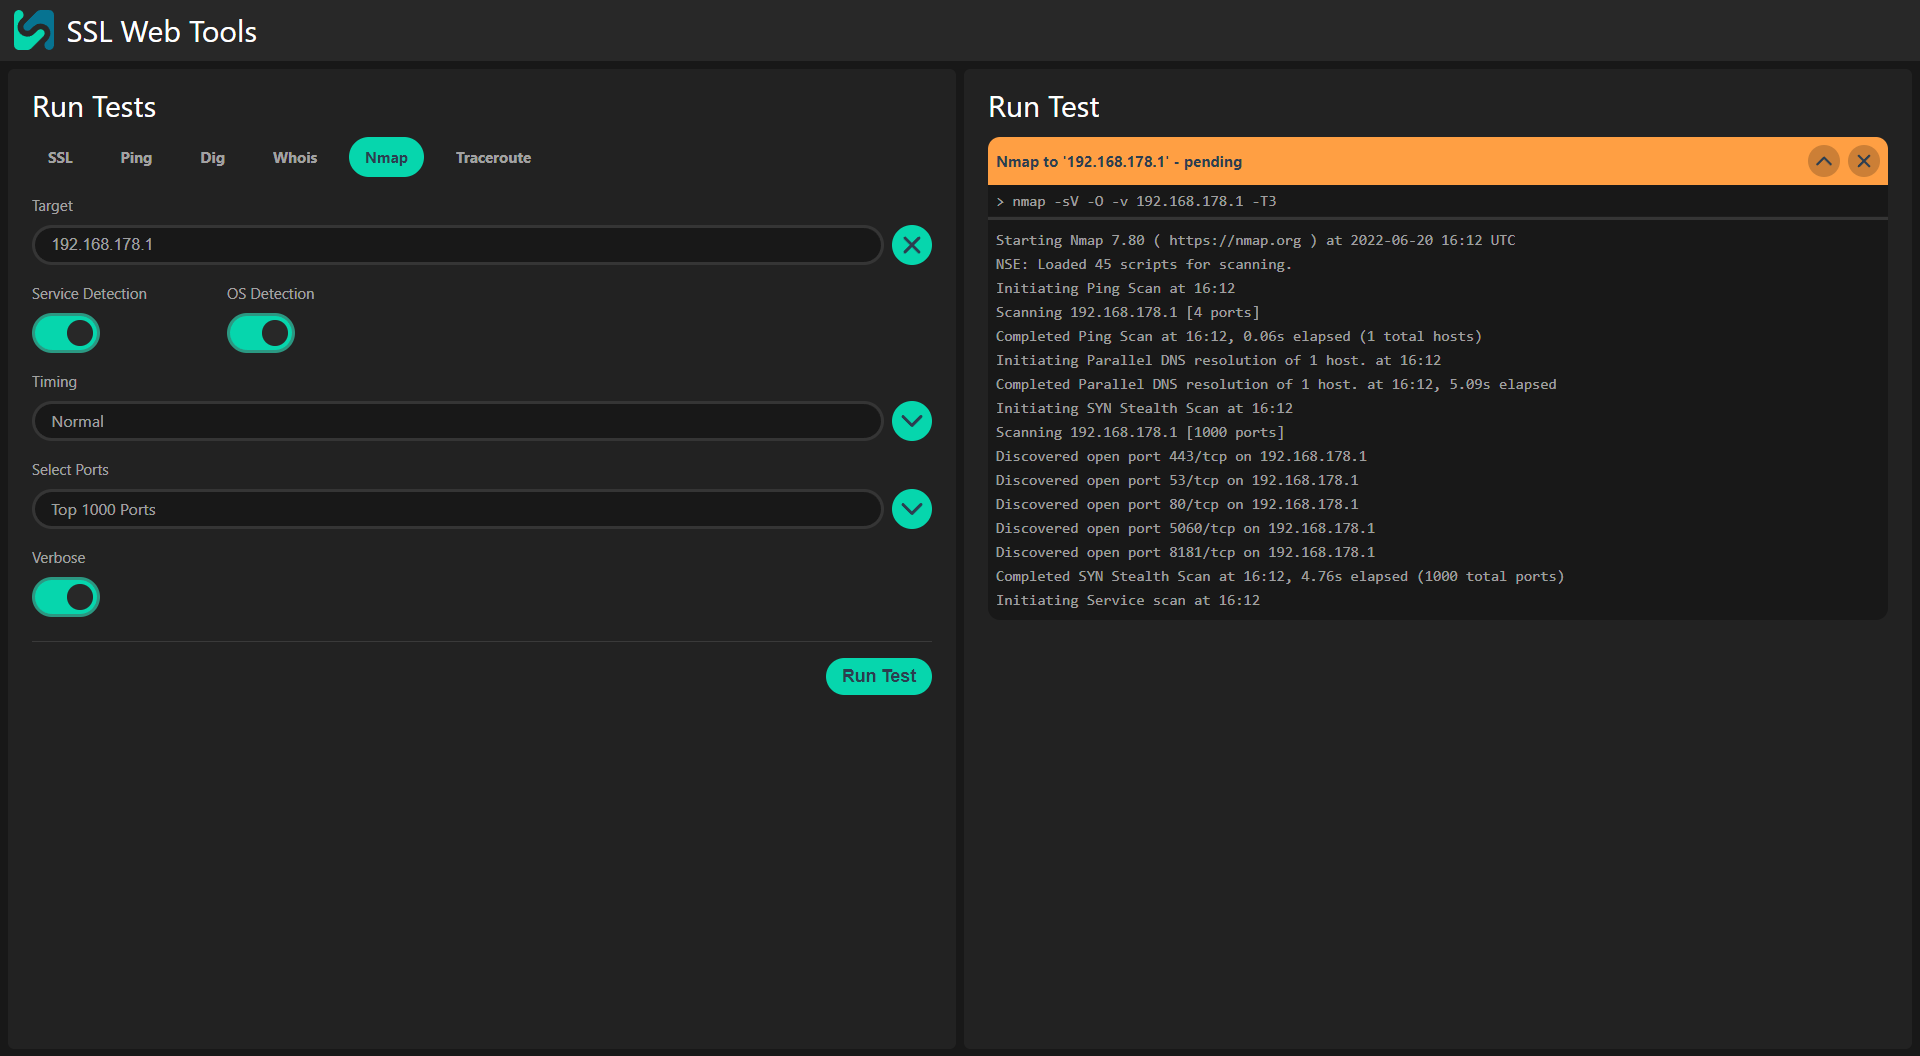 SSL Web Tools
Run Tests
SSL Ping Dig Whois Nmap Traceroute
Target
192.168.178.1
Service Detection OS Detection
Timing
Normal
Select Ports
Top 1000 Ports
Verbose
Run Test
Run Test
Nmap to '192.168.178.1' - pending
> nmap -sV -O -v 192.168.178.1 -T3
Starting Nmap 7.80 ( https://nmap.org ) at 2022-06-20 16:12 UTC
NSE: Loaded 45 scripts for scanning.
Initiating Ping Scan at 16:12
Scanning 192.168.178.1 [4 ports]
Completed Ping Scan at 16:12, 0.06s elapsed (1 total hosts)
Initiating Parallel DNS resolution of 1 host. at 16:12
Completed Parallel DNS resolution of 1 host. at 16:12, 5.09s elapsed
Initiating SYN Stealth Scan at 16:12
Scanning 192.168.178.1 [1000 ports]
Discovered open port 443/tcp on 192.168.178.1
Discovered open port 53/tcp on 192.168.178.1
Discovered open port 80/tcp on 192.168.178.1
Discovered open port 5060/tcp on 192.168.178.1
Discovered open port 8181/tcp on 192.168.178.1
Completed SYN Stealth Scan at 16:12, 4.76s elapsed (1000 total ports)
Initiating Service scan at 16:12